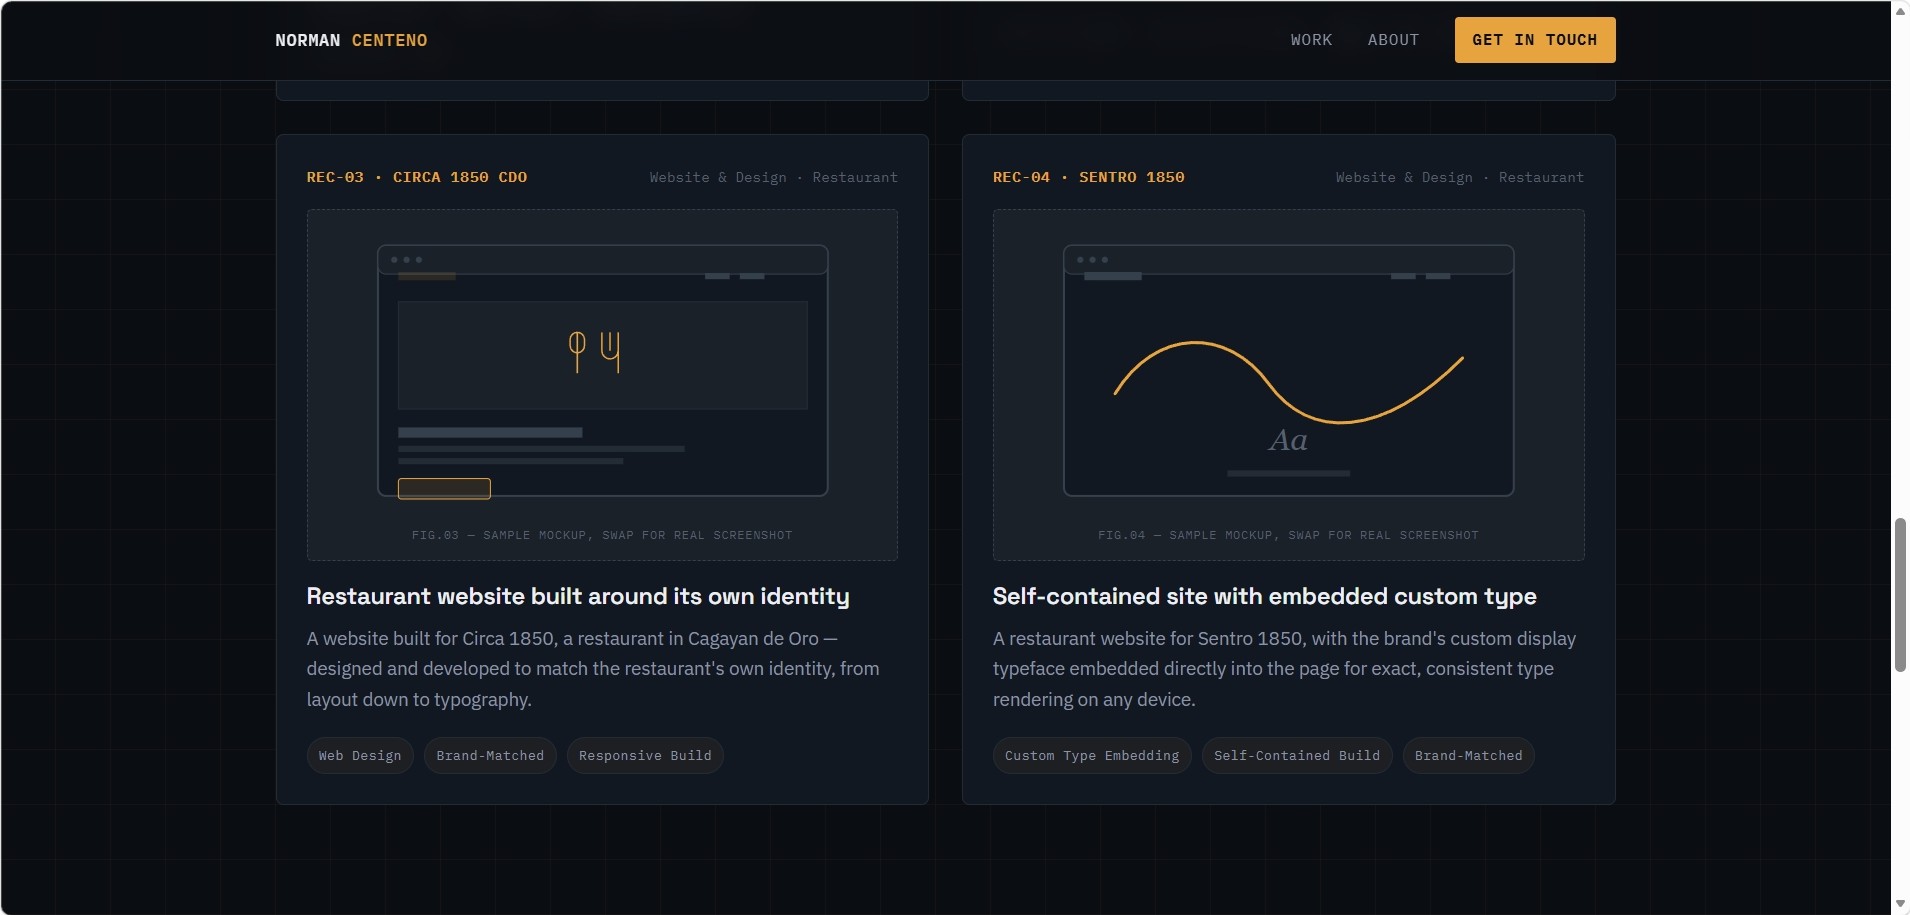 NORMAN CENTENO
WORK
ABOUT
GET IN TOUCH
REC-03 · CIRCA 1850 CDO
Website & Design · Restaurant
FIG.03 — SAMPLE MOCKUP, SWAP FOR REAL SCREENSHOT
Restaurant website built around its own identity
A website built for Circa 1850, a restaurant in Cagayan de Oro —
designed and developed to match the restaurant's own identity, from
layout down to typography.
Web Design
Brand-Matched
Responsive Build
REC-04 · SENTRO 1850
Website & Design · Restaurant
Aa
FIG.04 — SAMPLE MOCKUP, SWAP FOR REAL SCREENSHOT
Self-contained site with embedded custom type
A restaurant website for Sentro 1850, with the brand's custom display
typeface embedded directly into the page for exact, consistent type
rendering on any device.
Custom Type Embedding
Self-Contained Build
Brand-Matched